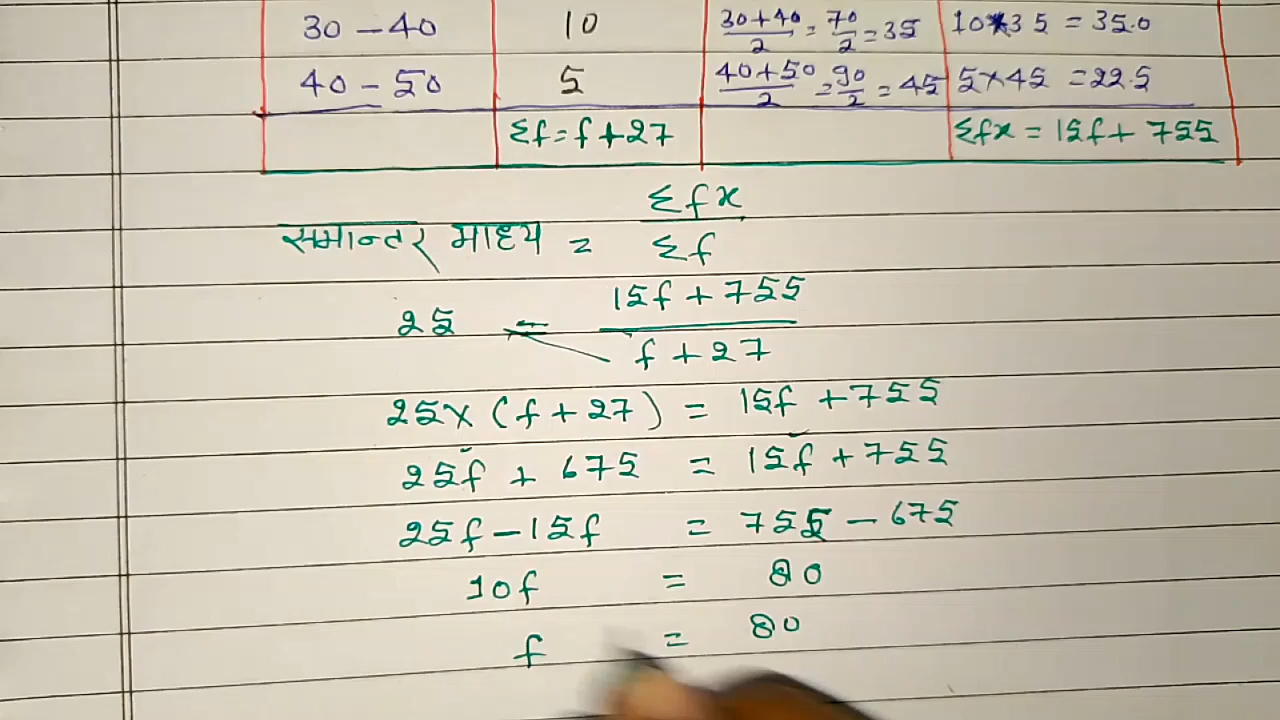 30 – 40 10 30+40/2 = 70/2 = 35 10×35 = 350
40 – 50 5 40+50/2 = 90/2 = 45 5×45 = 225
Σf = f+27 Σfx = 15f + 755
समान्तर माध्य = Σfx/Σf
25 = 15f + 755/f + 27
25× (f + 27) = 15f + 755
25f + 675 = 15f + 755
25f – 15f = 755 – 675
10f = 80
f = 80